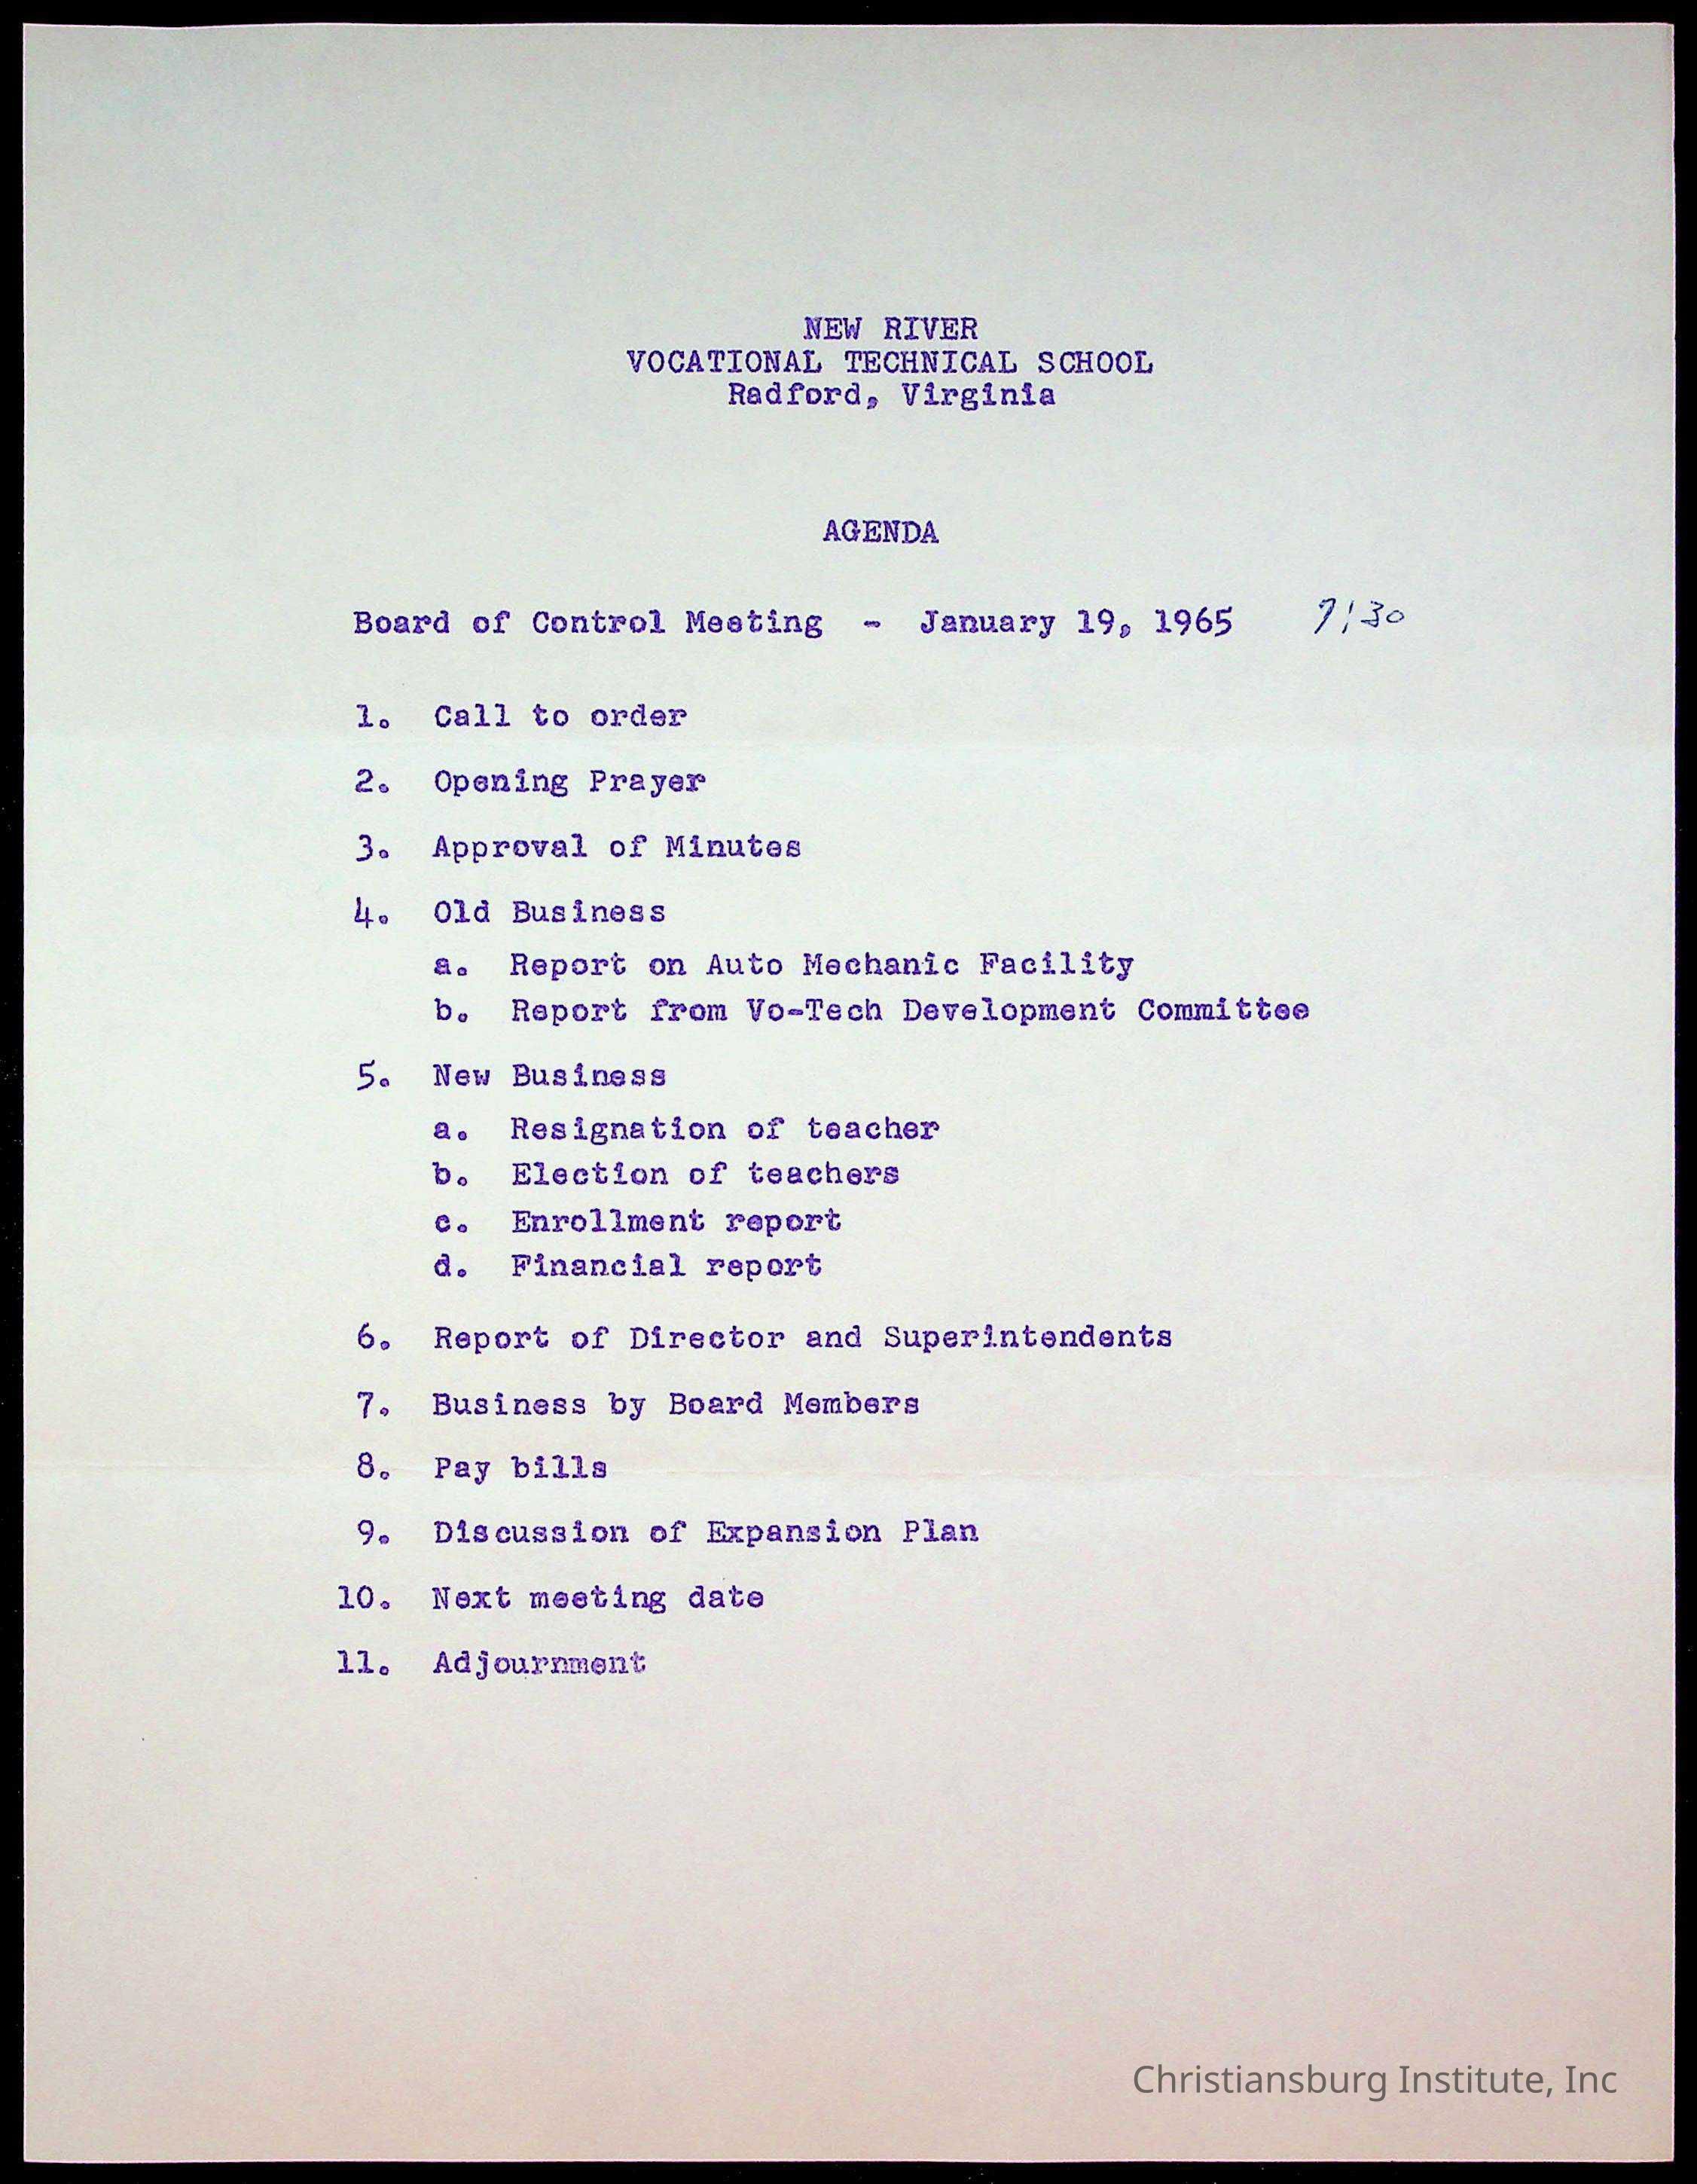 NEW RIVER
VOCATIONAL TECHNICAL SCHOOL
Radford, Virginia
AGENDA
Board of Control Meeting - January 19, 1965 7:30
1. Call to order
2. Opening Prayer
3. Approval of Minutes
4. Old Business
a. Report on Auto Mechanic Facility
b. Report from Vo-Tech Development Committee
5. New Business
a. Resignation of teacher
b. Election of teachers
c. Enrollment report
d. Financial report
6. Report of Director and Superintendents
7. Business by Board Members
8. Pay bills
9. Discussion of Expansion Plan
10. Next meeting date
11. Adjournment
Christiansburg Institute, Inc